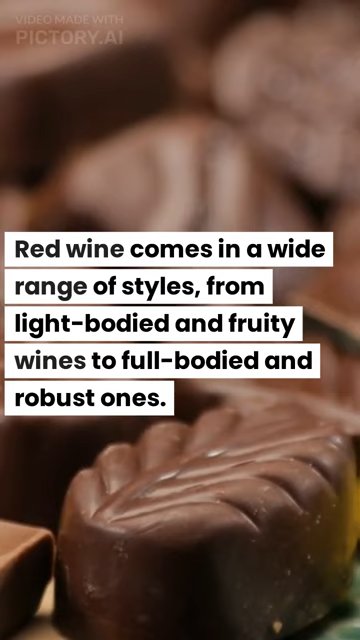 VIDEO MADE WITH
PICTORY.AI
Red wine comes in a wide
range of styles, from
light-bodied and fruity
wines to full-bodied and
robust ones.